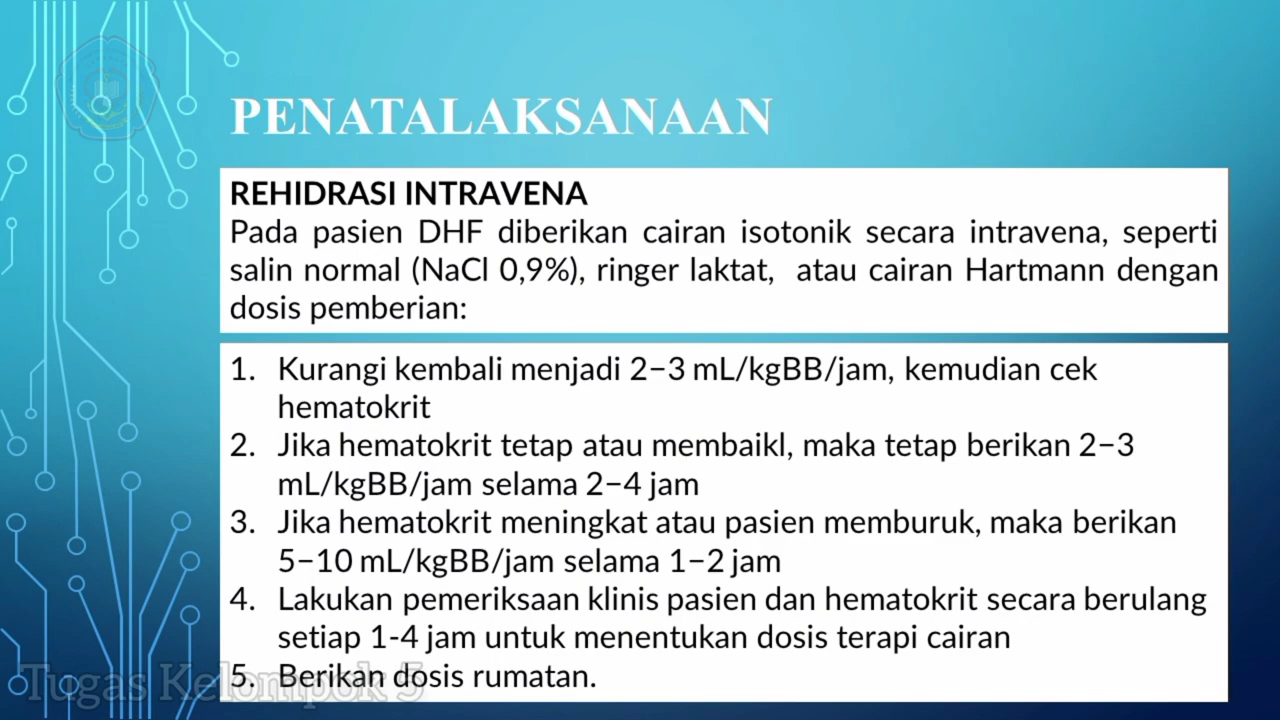 PENATALAKSANAAN
REHIDRASI INTRAVENA
Pada pasien DHF diberikan cairan isotonik secara intravena, seperti
salin normal (NaCl 0,9%), ringer laktat, atau cairan Hartmann dengan
dosis pemberian:
1. Kurangi kembali menjadi 2−3 mL/kgBB/jam, kemudian cek
hematokrit
2. Jika hematokrit tetap atau membaikl, maka tetap berikan 2−3
mL/kgBB/jam selama 2−4 jam
3. Jika hematokrit meningkat atau pasien memburuk, maka berikan
5−10 mL/kgBB/jam selama 1−2 jam
4. Lakukan pemeriksaan klinis pasien dan hematokrit secara berulang
setiap 1-4 jam untuk menentukan dosis terapi cairan
5. Berikan dosis rumatan.
Tugas Kelompok 5